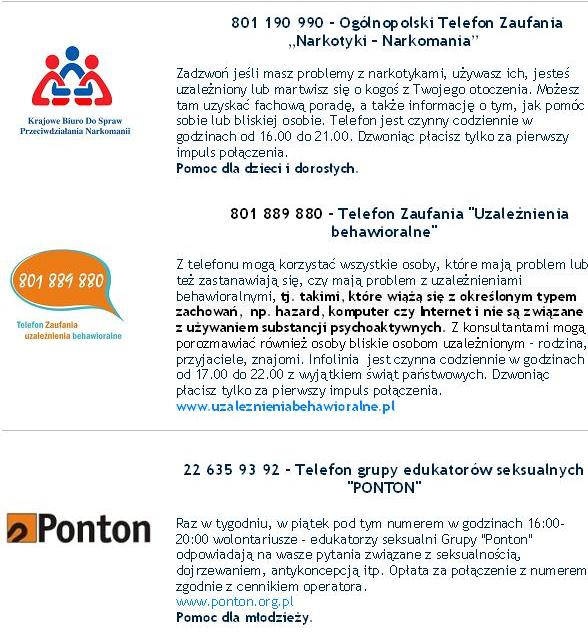 801 190 990 - Ogólnopolski Telefon Zaufania
„Narkotyki – Narkomania”
Krajowe Biuro Do Spraw
Przeciwdziałania Narkomanii
Zadzwoń jeśli masz problemy z narkotykami, używasz ich, jesteś
uzależniony lub martwisz się o kogoś z Twojego otoczenia. Możesz
tam uzyskać fachową poradę, a także informację o tym, jak pomóc
sobie lub bliskiej osobie. Telefon jest czynny codziennie w
godzinach od 16.00 do 21.00. Dzwoniąc płacisz tylko za pierwszy
impuls połączenia.
Pomoc dla dzieci i dorosłych.
801 889 880 - Telefon Zaufania "Uzależnienia
behawioralne"
801 889 880
Telefon Zaufania
uzależnienia behawioralne
Z telefonu mogą korzystać wszystkie osoby, które mają problem lub
też zastanawiają się, czy mają problem z uzależnieniami
behawioralnymi, tj. takimi, które wiążą się z określonym typem
zachowań, np. hazard, komputer czy Internet i nie są związane
z używaniem substancji psychoaktywnych. Z konsultantami mogą
porozmawiać również osoby bliskie osobom uzależnionym - rodzina,
przyjaciele, znajomi. Infolinia jest czynna codziennie w godzinach
od 17.00 do 22.00 z wyjątkiem świąt państwowych. Dzwoniąc
płacisz tylko za pierwszy impuls połączenia.
www.uzaleznieniabehawioralne.pl
22 635 93 92 - Telefon grupy edukatorów seksualnych
"PONTON"
Ponton
Raz w tygodniu, w piątek pod tym numerem w godzinach 16:00-
20:00 wolontariusze - edukatorzy seksualni Grupy "Ponton"
odpowiadają na wasze pytania związane z seksualnością,
dojrzewaniem, antykoncepcją itp. Opłata za połączenie z numerem
zgodnie z cennikiem operatora.
www.ponton.org.pl
Pomoc dla młodzieży.